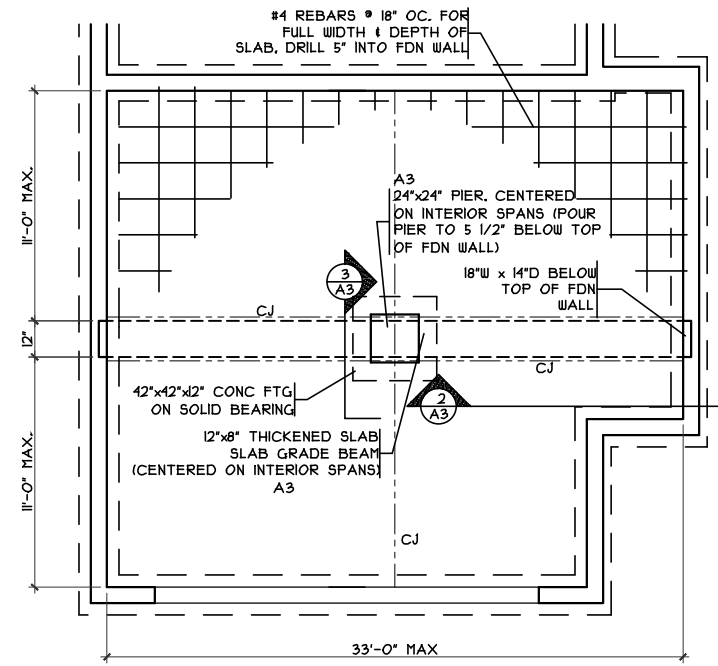 #4 REBARS @ 18" OC. FOR
FULL WIDTH & DEPTH OF
SLAB, DRILL 5" INTO FDN WALL
A3
24"x24" PIER, CENTERED
ON INTERIOR SPANS (POUR
PIER TO 5 1/2" BELOW TOP
OF FDN WALL)
18"W x 14"D BELOW
TOP OF FDN
WALL
11'-0" MAX.
3
A3
CJ
12"
CJ
42"x42"x12" CONC FTG
ON SOLID BEARING
2
A3
12"x8" THICKENED SLAB
SLAB GRADE BEAM
(CENTERED ON INTERIOR SPANS)
A3
11'-0" MAX.
CJ
33'-0" MAX